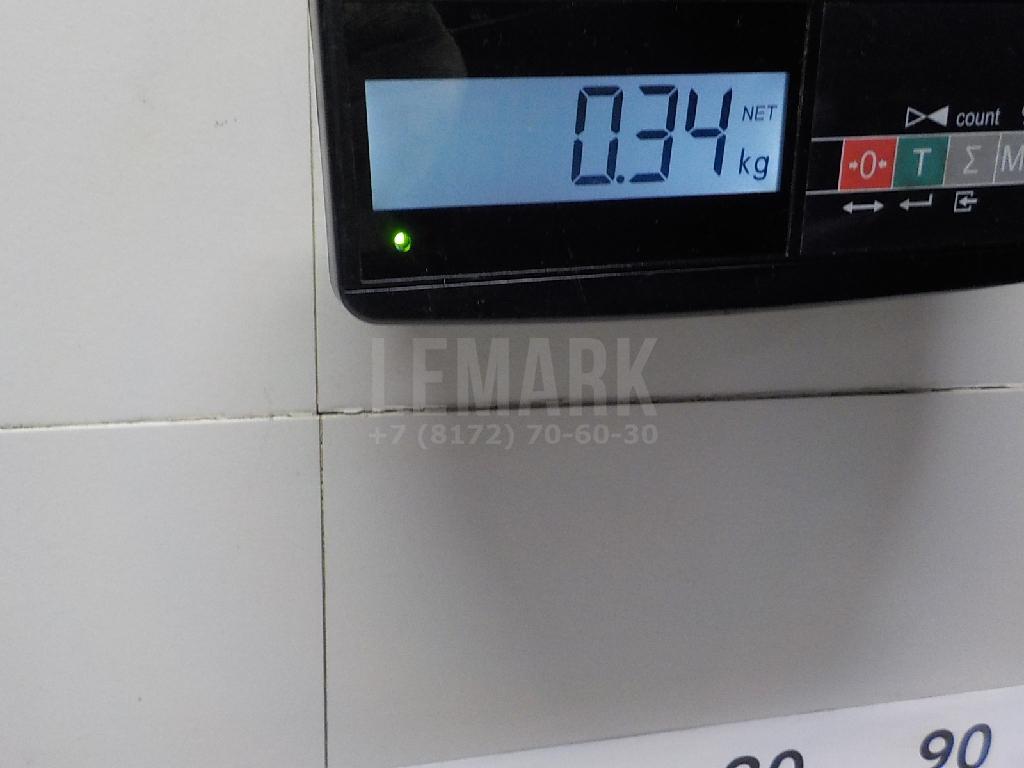 0.34
NET
kg
count
→0←
T
Σ
M
LEMARK
+7 (8172) 70-60-30
90